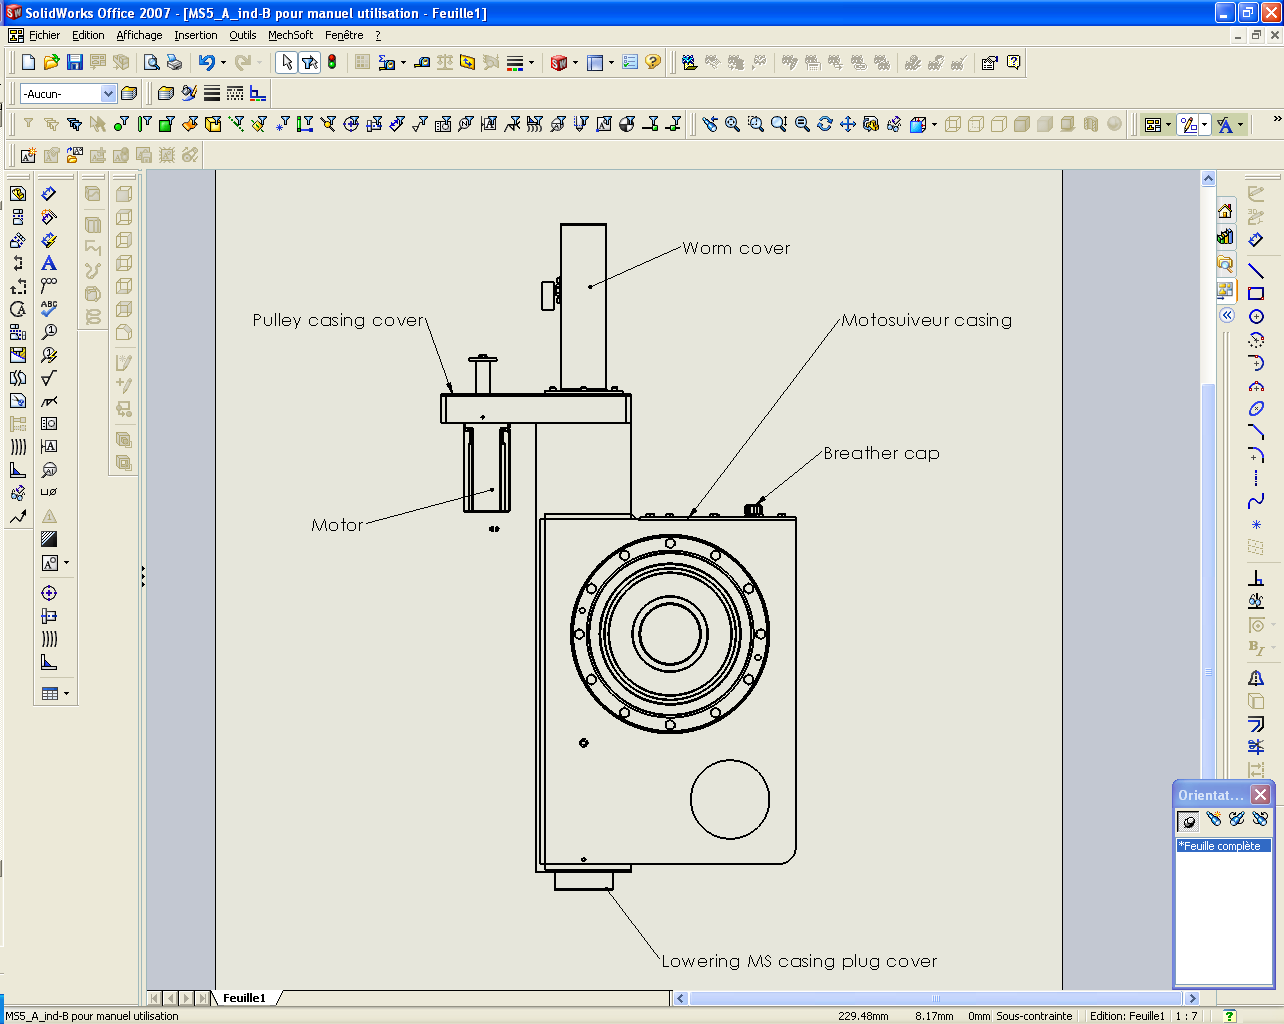 SolidWorks Office 2007 - [MS5_A_ind-B pour manuel utilisation - Feuille1]
Fichier Edition Affichage Insertion Outils MechSoft Fenêtre ?
-Aucun-
Worm cover
Pulley casing cover
Motosuiveur casing
Breather cap
Motor
Lowering MS casing plug cover
Orientat...
*Feuille complète
Feuille1
MS5_A_ind-B pour manuel utilisation 229.48mm 8.17mm 0mm Sous-contrainte Edition: Feuille1 1 : 7 ?